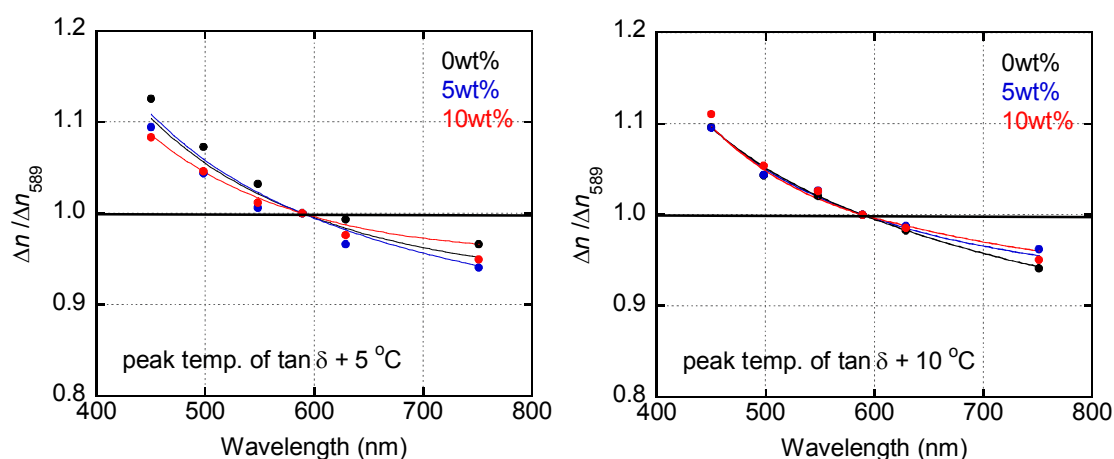 1.2
1.1
1.0
0.9
0.8
Δn /Δn589
0wt%
5wt%
10wt%
peak temp. of tan δ + 5 °C
400 500 600 700 800
Wavelength (nm)
1.2
1.1
1.0
0.9
0.8
Δn /Δn589
0wt%
5wt%
10wt%
peak temp. of tan δ + 10 °C
400 500 600 700 800
Wavelength (nm)